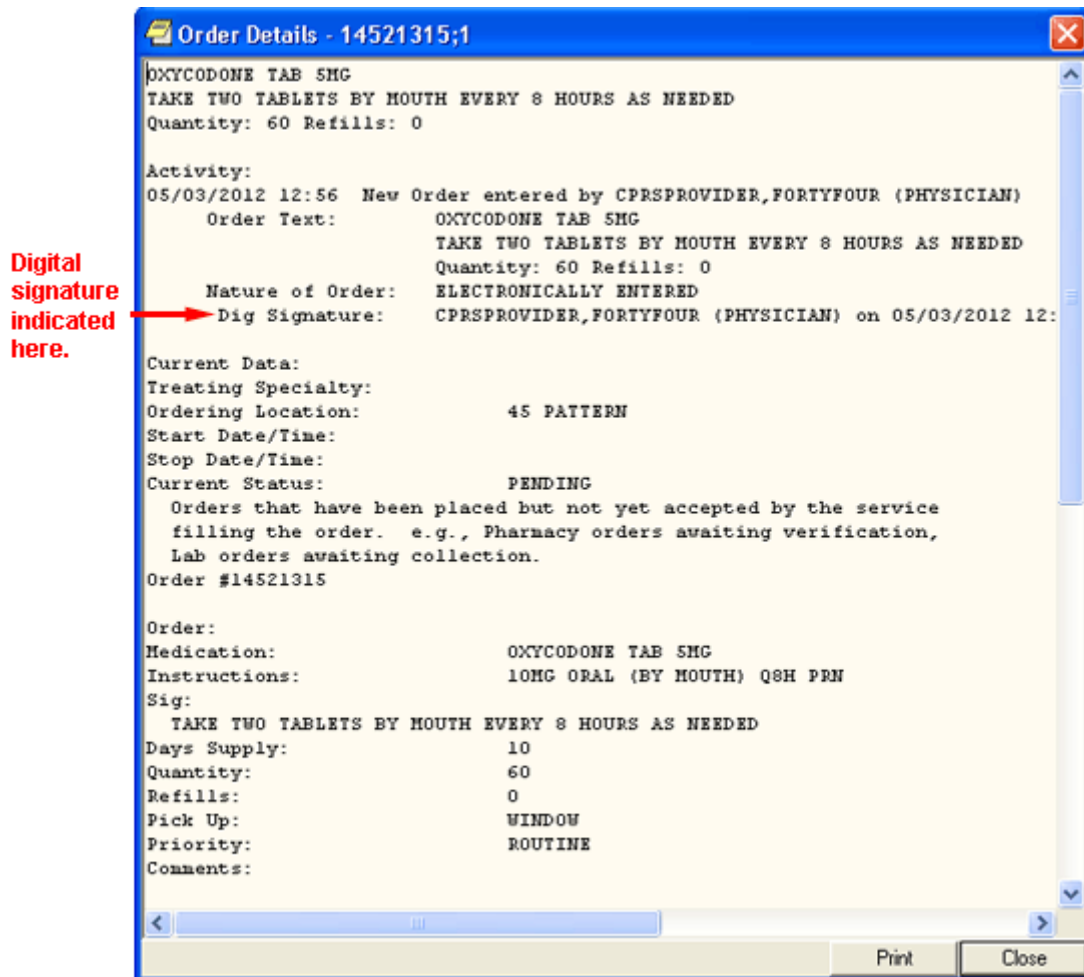 Order Details - 14521315;1
OXYCODONE TAB 5MG
TAKE TWO TABLETS BY MOUTH EVERY 8 HOURS AS NEEDED
Quantity: 60 Refills: 0
Activity:
05/03/2012 12:56 New Order entered by CPRSPROVIDER,FORTYFOUR (PHYSICIAN)
Order Text: OXYCODONE TAB 5MG
TAKE TWO TABLETS BY MOUTH EVERY 8 HOURS AS NEEDED
Quantity: 60 Refills: 0
Nature of Order: ELECTRONICALLY ENTERED
Dig Signature: CPRSPROVIDER,FORTYFOUR (PHYSICIAN) on 05/03/2012 12:
Digital
signature
indicated
here.
Current Data:
Treating Specialty:
Ordering Location: 45 PATTERN
Start Date/Time:
Stop Date/Time:
Current Status: PENDING
Orders that have been placed but not yet accepted by the service
filling the order. e.g., Pharmacy orders awaiting verification,
Lab orders awaiting collection.
Order #14521315
Order:
Medication: OXYCODONE TAB 5MG
Instructions: 10MG ORAL (BY MOUTH) Q8H PRN
Sig:
TAKE TWO TABLETS BY MOUTH EVERY 8 HOURS AS NEEDED
Days Supply: 10
Quantity: 60
Refills: 0
Pick Up: WINDOW
Priority: ROUTINE
Comments:
Print Close